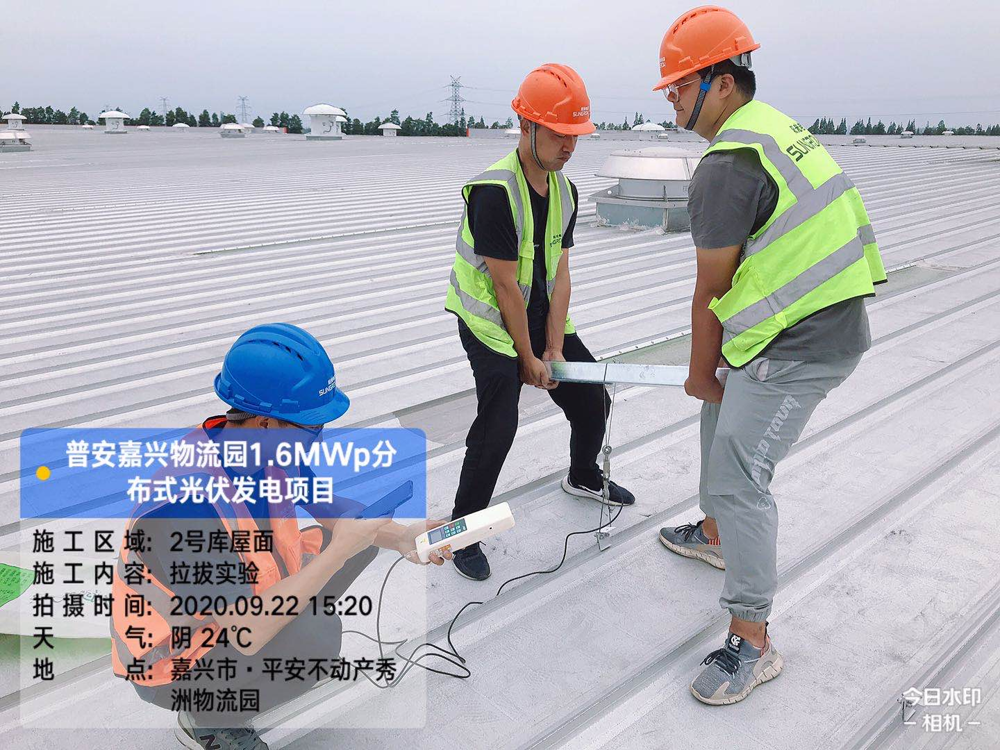 SUNGROW
SUNGROW
普安嘉兴物流园1.6MWp分
布式光伏发电项目
施工区域: 2号库屋面
施工内容: 拉拔实验
拍摄时间: 2020.09.22 15:20
天气: 阴 24℃
地点: 嘉兴市·平安不动产秀
洲物流园
今日水印
相机